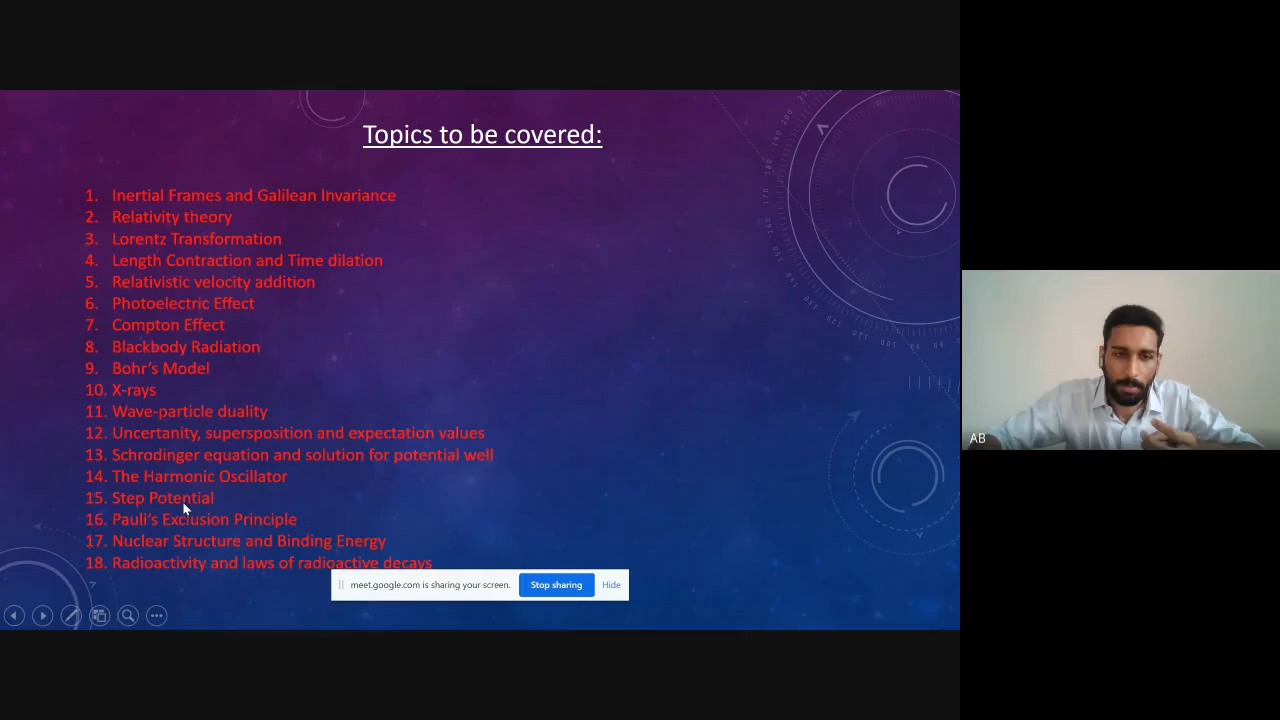 Topics to be covered:
1. Inertial Frames and Galilean Invariance
2. Relativity theory
3. Lorentz Transformation
4. Length Contraction and Time dilation
5. Relativistic velocity addition
6. Photoelectric Effect
7. Compton Effect
8. Blackbody Radiation
9. Bohr's Model
10. X-rays
11. Wave-particle duality
12. Uncertanity, supersposition and expectation values
13. Schrodinger equation and solution for potential well
14. The Harmonic Oscillator
15. Step Potential
16. Pauli's Exclusion Principle
17. Nuclear Structure and Binding Energy
18. Radioactivity and laws of radioactive decays
meet.google.com is sharing your screen. Stop sharing Hide
AB